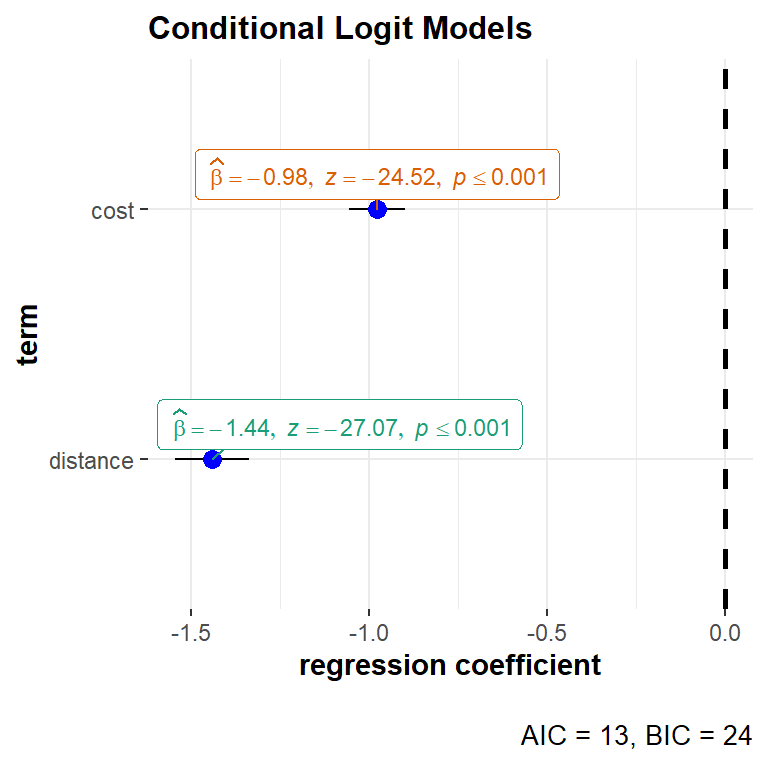 Conditional Logit Models
β̂ = −0.98, z = −24.52, p ≤ 0.001
cost
term
β̂ = −1.44, z = −27.07, p ≤ 0.001
distance
-1.5 -1.0 -0.5 0.0
regression coefficient
AIC = 13, BIC = 24